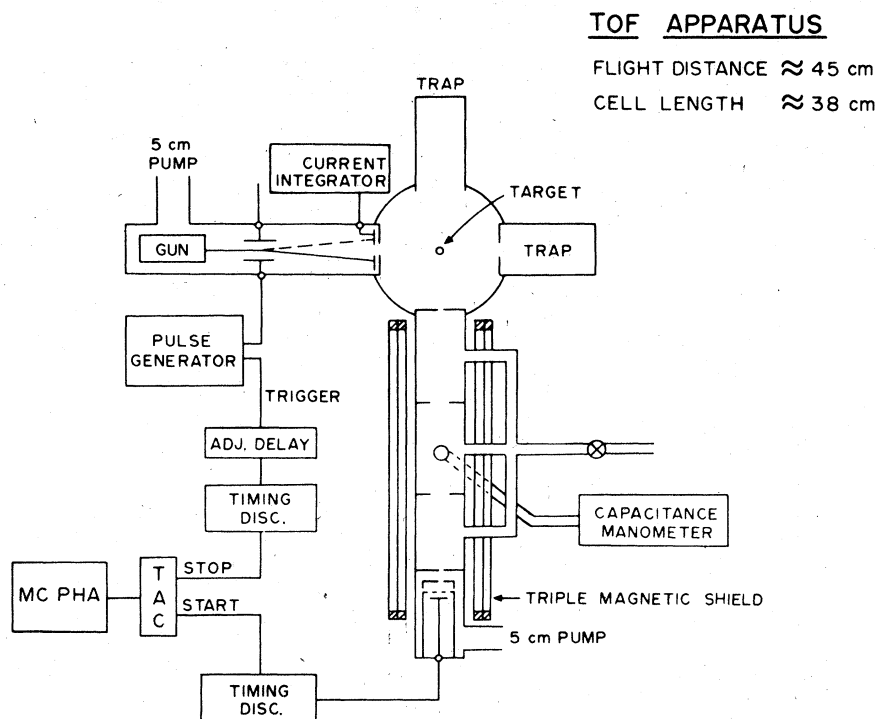 TOF APPARATUS
FLIGHT DISTANCE ≈ 45 cm
CELL LENGTH ≈ 38 cm
TRAP
5 cm
PUMP
CURRENT
INTEGRATOR
TARGET
GUN
TRAP
PULSE
GENERATOR
TRIGGER
ADJ. DELAY
TIMING
DISC.
CAPACITANCE
MANOMETER
MC PHA
TAC
STOP
START
TRIPLE MAGNETIC SHIELD
5 cm PUMP
TIMING
DISC.